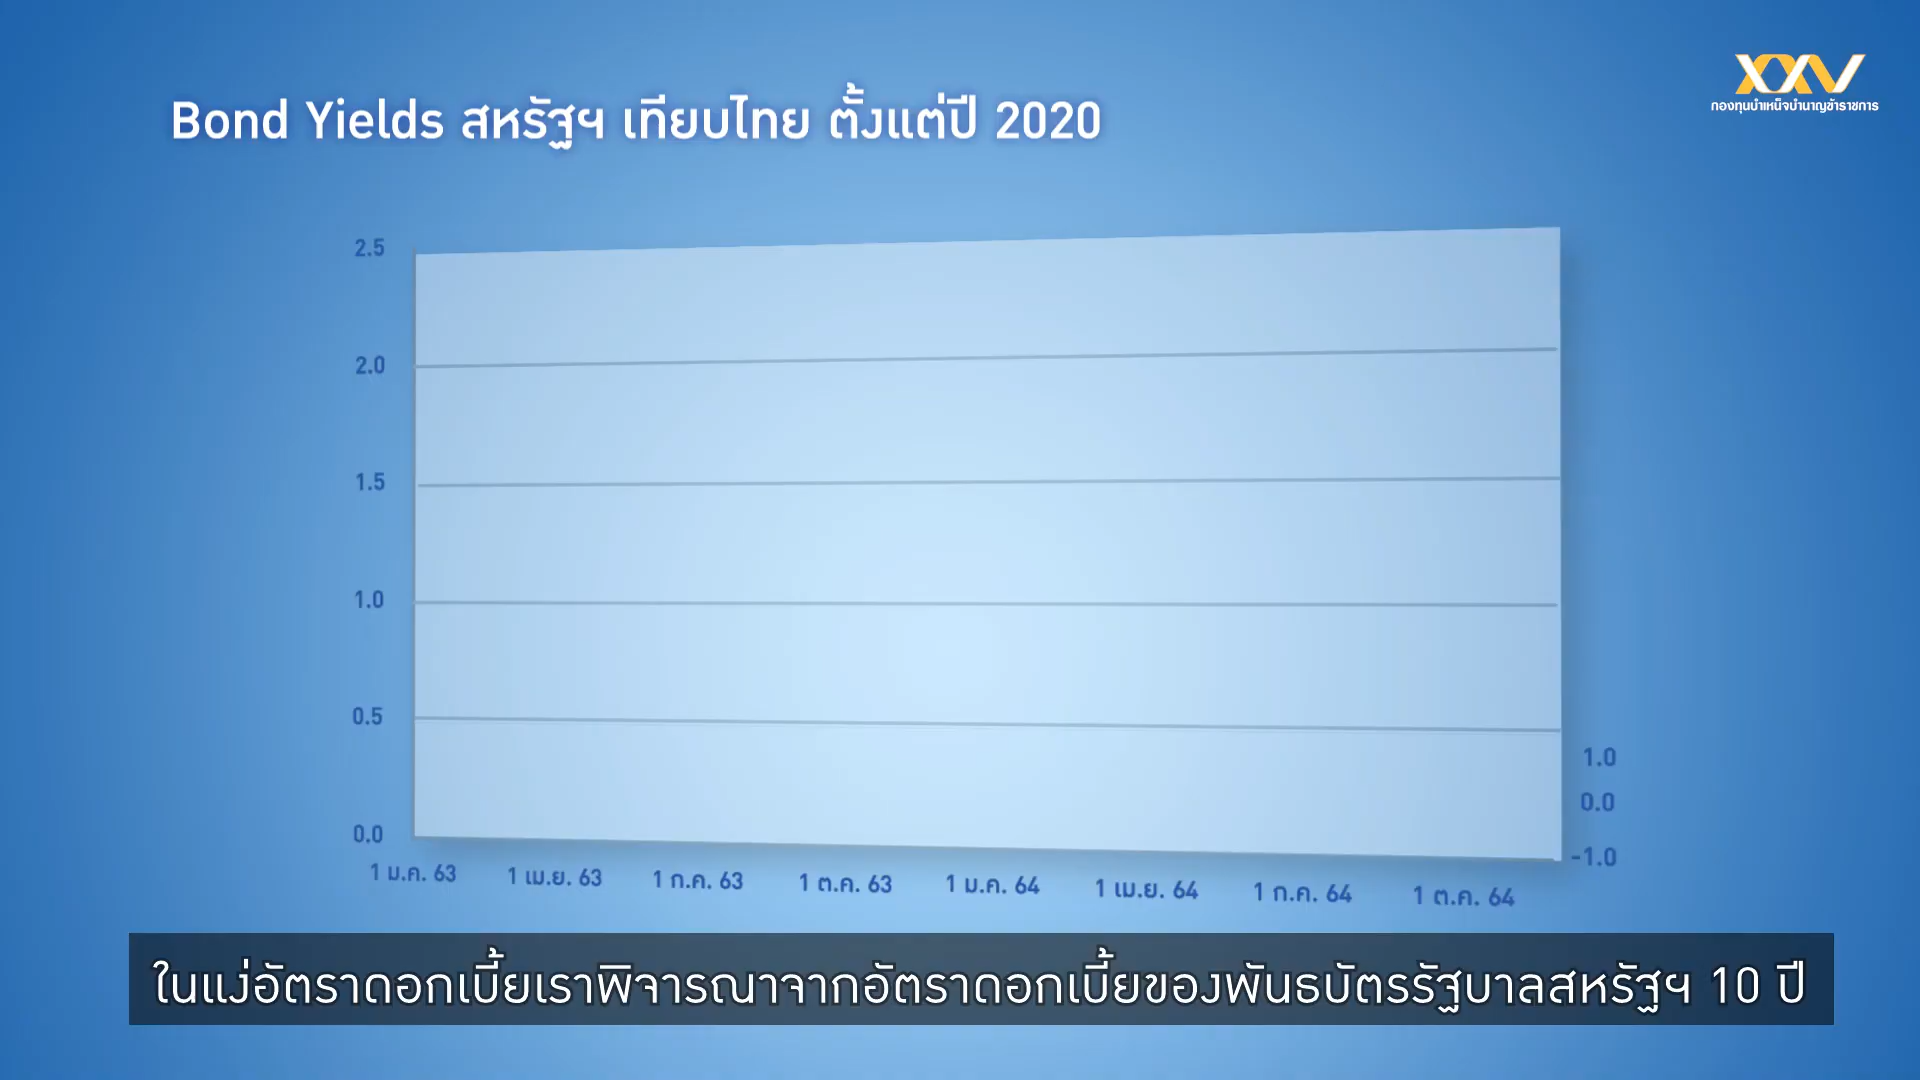 XXV
กองทุนบำเหน็จบำนาญข้าราชการ
Bond Yields สหรัฐฯ เทียบไทย ตั้งแต่ปี 2020
2.5
2.0
1.5
1.0
0.5
0.0
1.0
0.0
-1.0
1 ม.ค. 63 1 เม.ย. 63 1 ก.ค. 63 1 ต.ค. 63 1 ม.ค. 64 1 เม.ย. 64 1 ก.ค. 64 1 ต.ค. 64
ในแง่อัตราดอกเบี้ยเราพิจารณาจากอัตราดอกเบี้ยของพันธบัตรรัฐบาลสหรัฐฯ 10 ปี